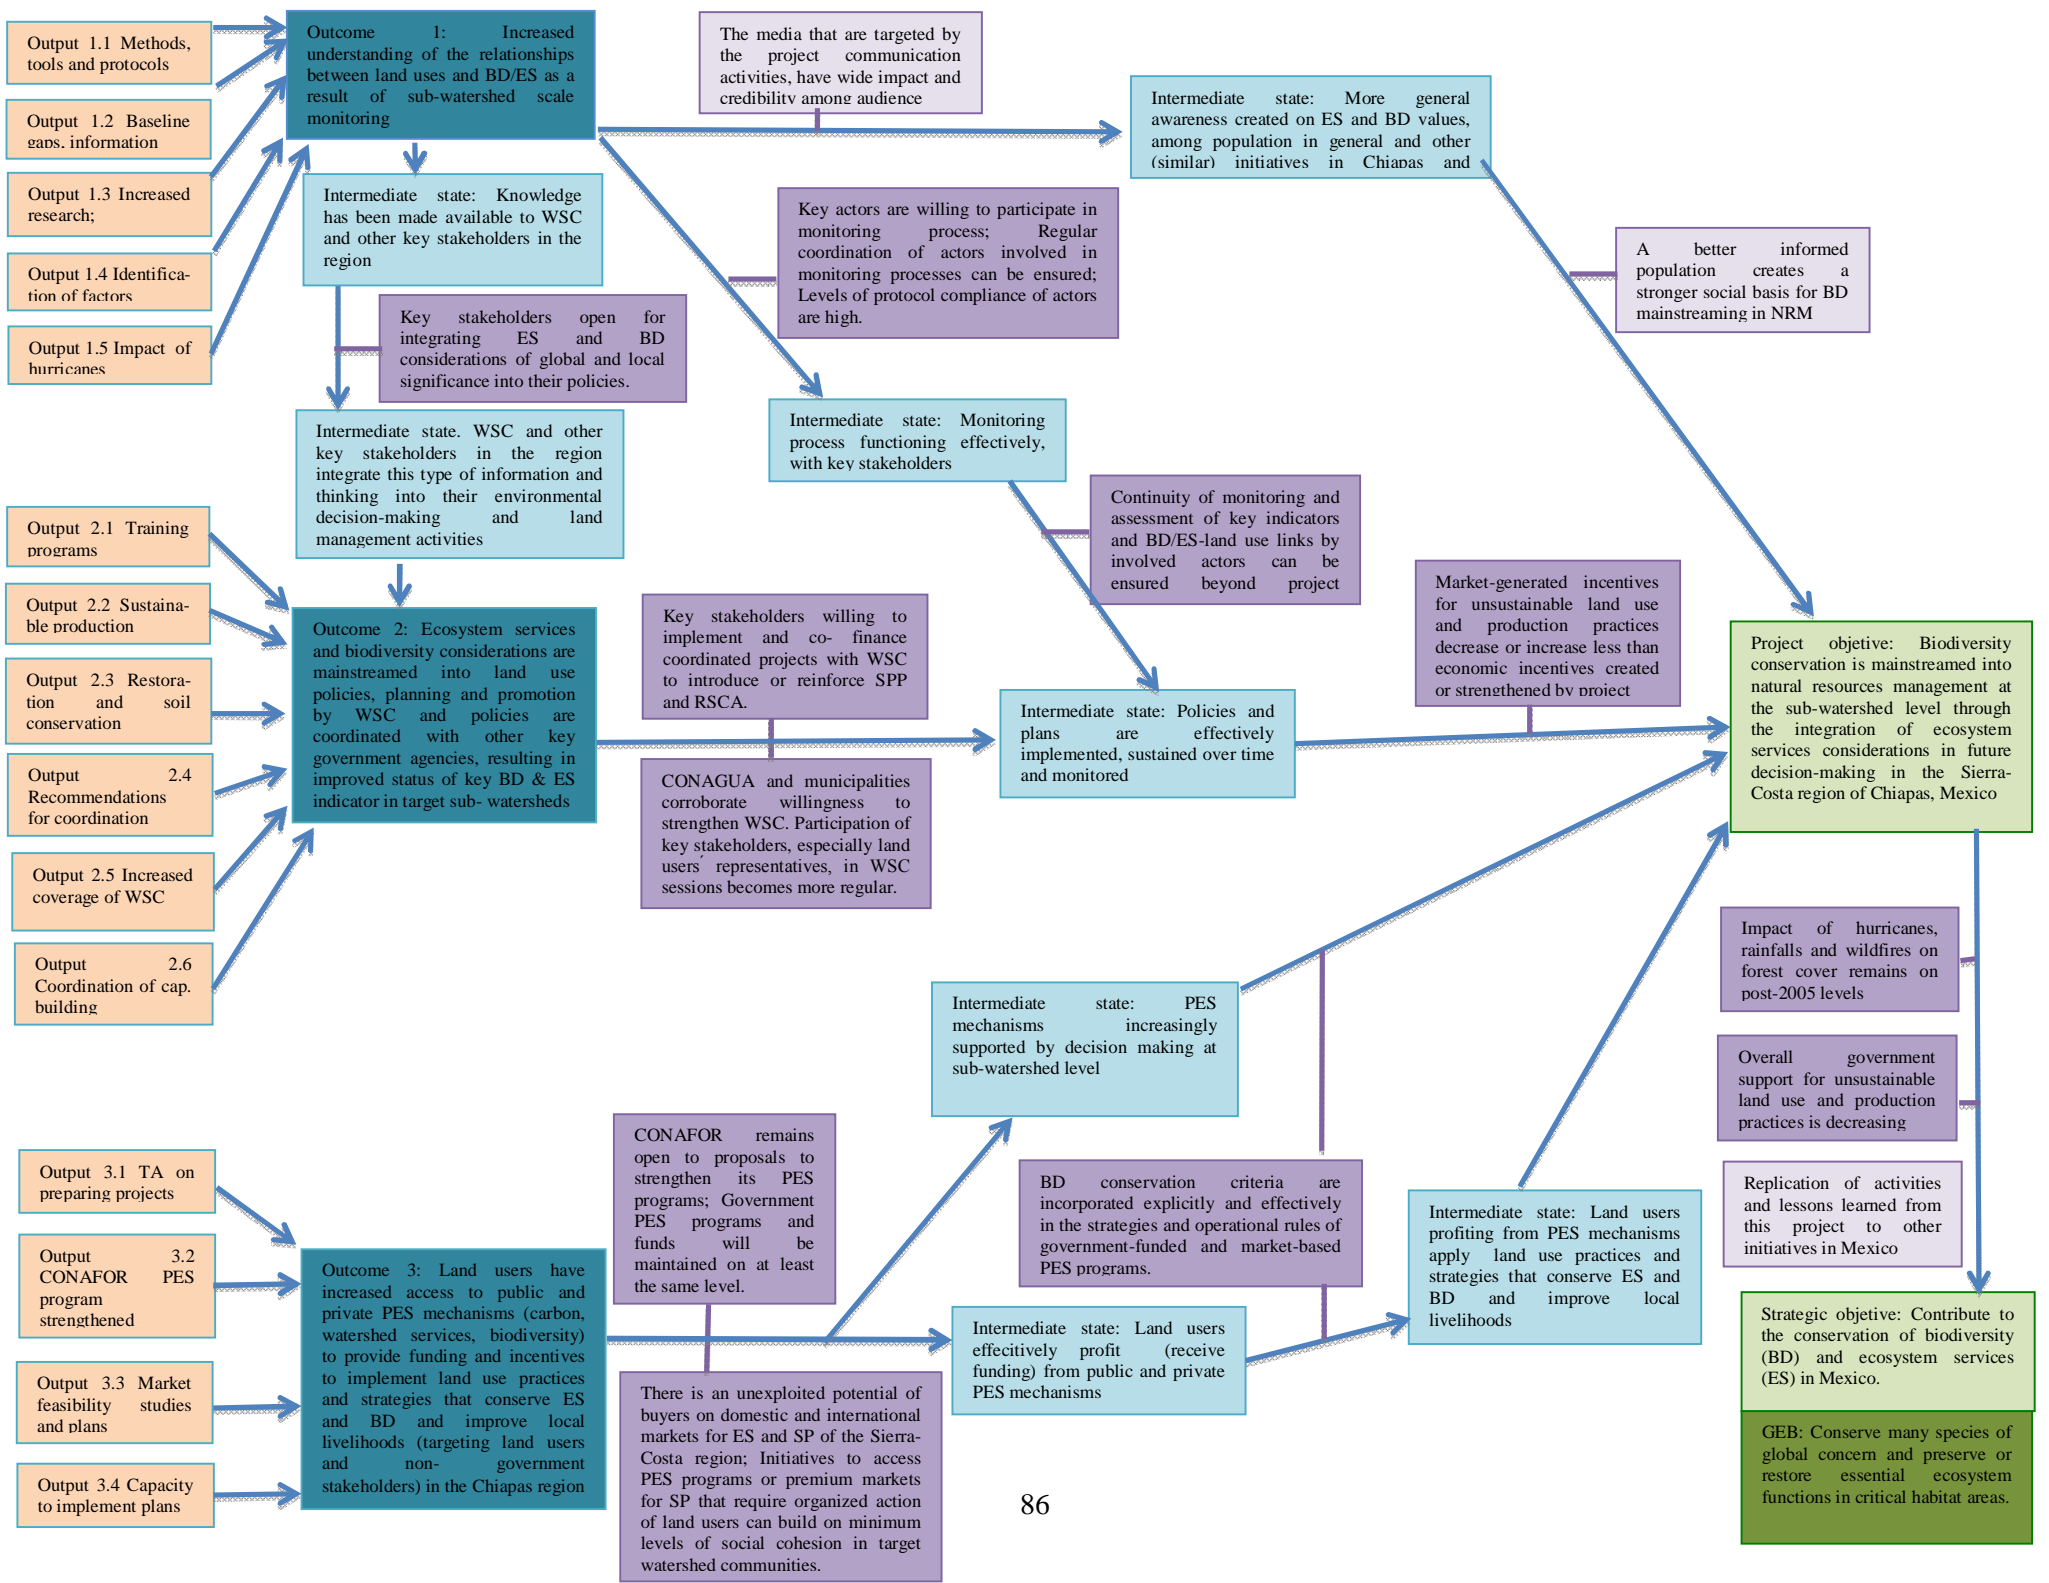 Output 1.1 Methods,
tools and protocols
Output 1.2 Baseline
gaps, information
Output 1.3 Increased
research;
Output 1.4 Identifica-
tion of factors
Output 1.5 Impact of
hurricanes
Outcome 1: Increased
understanding of the relationships
between land uses and BD/ES as a
result of sub-watershed scale
monitoring
The media that are targeted by
the project communication
activities, have wide impact and
credibility among audience
Intermediate state: More general
awareness created on ES and BD values,
among population in general and other
(similar) initiatives in Chiapas and
Intermediate state: Knowledge
has been made available to WSC
and other key stakeholders in the
region
Key actors are willing to participate in
monitoring process; Regular
coordination of actors involved in
monitoring processes can be ensured;
Levels of protocol compliance of actors
are high.
A better informed
population creates a
stronger social basis for BD
mainstreaming in NRM
Key stakeholders open for
integrating ES and BD
considerations of global and local
significance into their policies.
Intermediate state. WSC and other
key stakeholders in the region
integrate this type of information and
thinking into their environmental
decision-making and land
management activities
Intermediate state: Monitoring
process functioning effectively,
with key stakeholders
Continuity of monitoring and
assessment of key indicators
and BD/ES-land use links by
involved actors can be
ensured beyond project
Output 2.1 Training
programs
Output 2.2 Sustaina-
ble production
Output 2.3 Restora-
tion and soil
conservation
Output 2.4
Recommendations
for coordination
Output 2.5 Increased
coverage of WSC
Output 2.6
Coordination of cap.
building
Outcome 2: Ecosystem services
and biodiversity considerations are
mainstreamed into land use
policies, planning and promotion
by WSC and policies are
coordinated with other key
government agencies, resulting in
improved status of key BD & ES
indicator in target sub- watersheds
Key stakeholders willing to
implement and co- finance
coordinated projects with WSC
to introduce or reinforce SPP
and RSCA.
CONAGUA and municipalities
corroborate willingness to
strengthen WSC. Participation of
key stakeholders, especially land
users´ representatives, in WSC
sessions becomes more regular.
Intermediate state: Policies and
plans are effectively
implemented, sustained over time
and monitored
Market-generated incentives
for unsustainable land use
and production practices
decrease or increase less than
economic incentives created
or strengthened by project
Project objetive: Biodiversity
conservation is mainstreamed into
natural resources management at
the sub-watershed level through
the integration of ecosystem
services considerations in future
decision-making in the Sierra-
Costa region of Chiapas, Mexico
Impact of hurricanes,
rainfalls and wildfires on
forest cover remains on
post-2005 levels
Overall government
support for unsustainable
land use and production
practices is decreasing
Replication of activities
and lessons learned from
this project to other
initiatives in Mexico
Intermediate state: PES
mechanisms increasingly
supported by decision making at
sub-watershed level
Output 3.1 TA on
preparing projects
Output 3.2
CONAFOR PES
program
strengthened
Output 3.3 Market
feasibility studies
and plans
Output 3.4 Capacity
to implement plans
Outcome 3: Land users have
increased access to public and
private PES mechanisms (carbon,
watershed services, biodiversity)
to provide funding and incentives
to implement land use practices
and strategies that conserve ES
and BD and improve local
livelihoods (targeting land users
and non- government
stakeholders) in the Chiapas region
CONAFOR remains
open to proposals to
strengthen its PES
programs; Government
PES programs and
funds will be
maintained on at least
the same level.
There is an unexploited potential of
buyers on domestic and international
markets for ES and SP of the Sierra-
Costa region; Initiatives to access
PES programs or premium markets
for SP that require organized action
of land users can build on minimum
levels of social cohesion in target
watershed communities.
BD conservation criteria are
incorporated explicitly and effectively
in the strategies and operational rules of
government-funded and market-based
PES programs.
Intermediate state: Land users
effecitively profit (receive
funding) from public and private
PES mechanisms
Intermediate state: Land users
profiting from PES mechanisms
apply land use practices and
strategies that conserve ES and
BD and improve local
livelihoods
Strategic objetive: Contribute to
the conservation of biodiversity
(BD) and ecosystem services
(ES) in Mexico.
GEB: Conserve many species of
global concern and preserve or
restore essential ecosystem
functions in critical habitat areas.
86